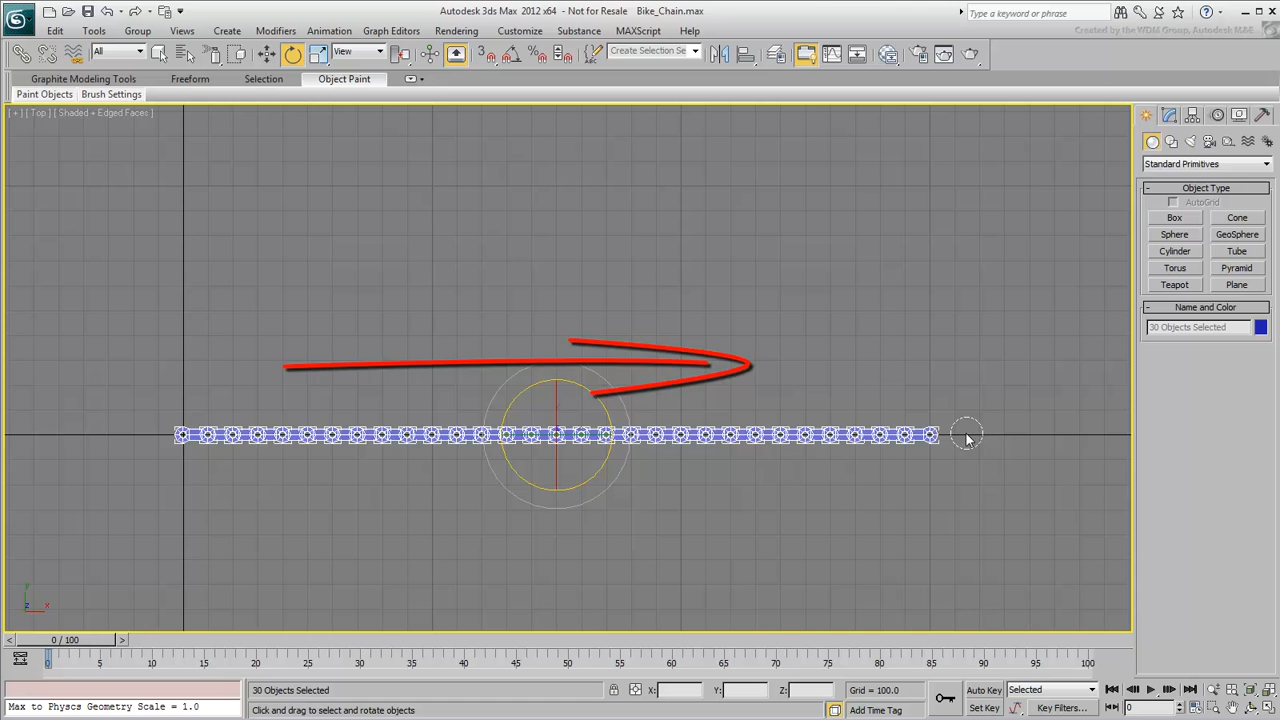 Autodesk 3ds Max 2012 x64 - Not for Resale Bike_Chain.max
Type a keyword or phrase
Edit Tools Group Views Create Modifiers Animation Graph Editors Rendering Customize Substance MAXScript Help
Created by the WDM Group, Autodesk M&E
All View 3 Create Selection Se
Graphite Modeling Tools Freeform Selection Object Paint
Paint Objects Brush Settings
[ + ] [ Top ] [ Shaded + Edged Faces ]
Standard Primitives
- Object Type
AutoGrid
Box Cone
Sphere GeoSphere
Cylinder Tube
Torus Pyramid
Teapot Plane
- Name and Color
30 Objects Selected
y
z x
< 0 / 100 >
0 5 10 15 20 25 30 35 40 45 50 55 60 65 70 75 80 85 90 95 100
30 Objects Selected X: Y: Z: Grid = 100.0 Auto Key Selected
Max to Physcs Geometry Scale = 1.0 Click and drag to select and rotate objects Add Time Tag Set Key Key Filters... 0